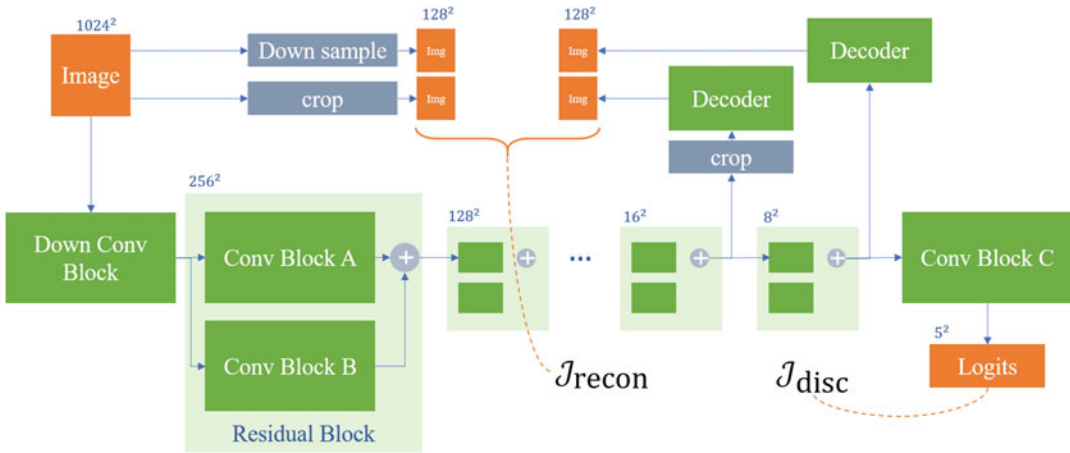 1024²
128²
128²
Image
Down sample
crop
Img
Img
Img
Img
Decoder
Decoder
crop
256²
128²
...
16²
8²
Down Conv
Block
Conv Block A
Conv Block B
Residual Block
Conv Block C
5²
Logits
𝒥recon
𝒥disc